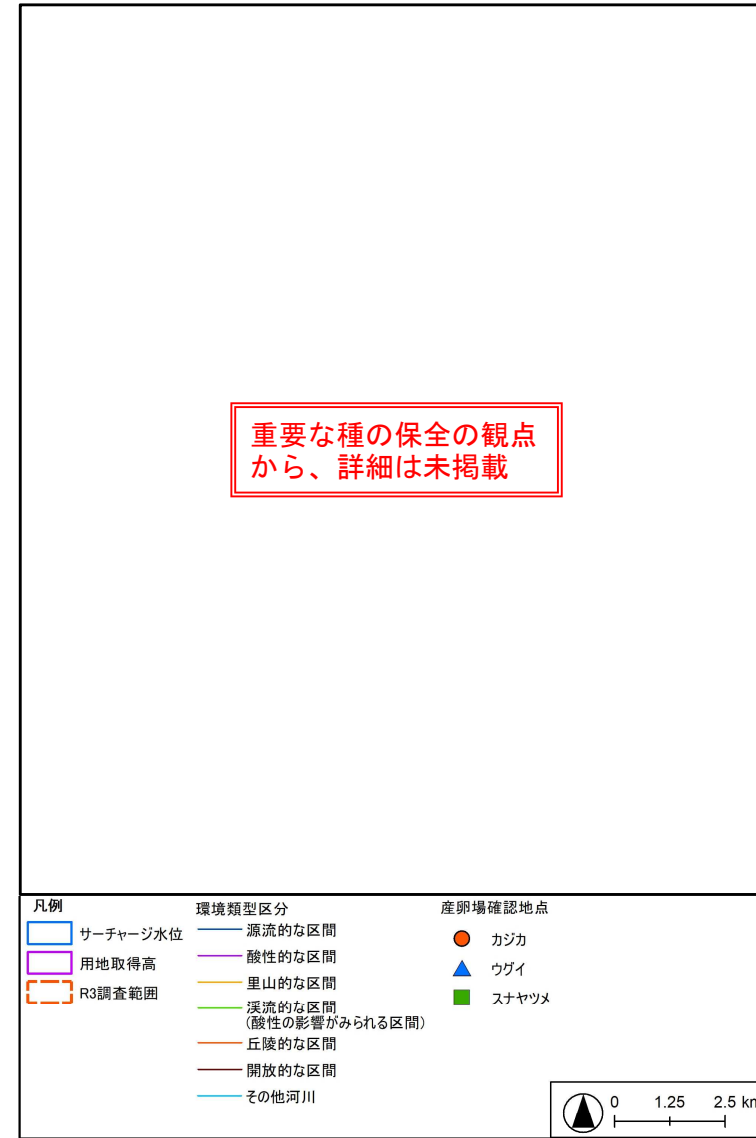 重要な種の保全の観点
から、詳細は未掲載
凡例
サーチャージ水位
用地取得高
R3調査範囲
環境類型区分
源流的な区間
酸性的な区間
里山的な区間
渓流的な区間
(酸性の影響がみられる区間)
丘陵的な区間
開放的な区間
その他河川
産卵場確認地点
カジカ
ウグイ
スナヤツメ
0 1.25 2.5 km